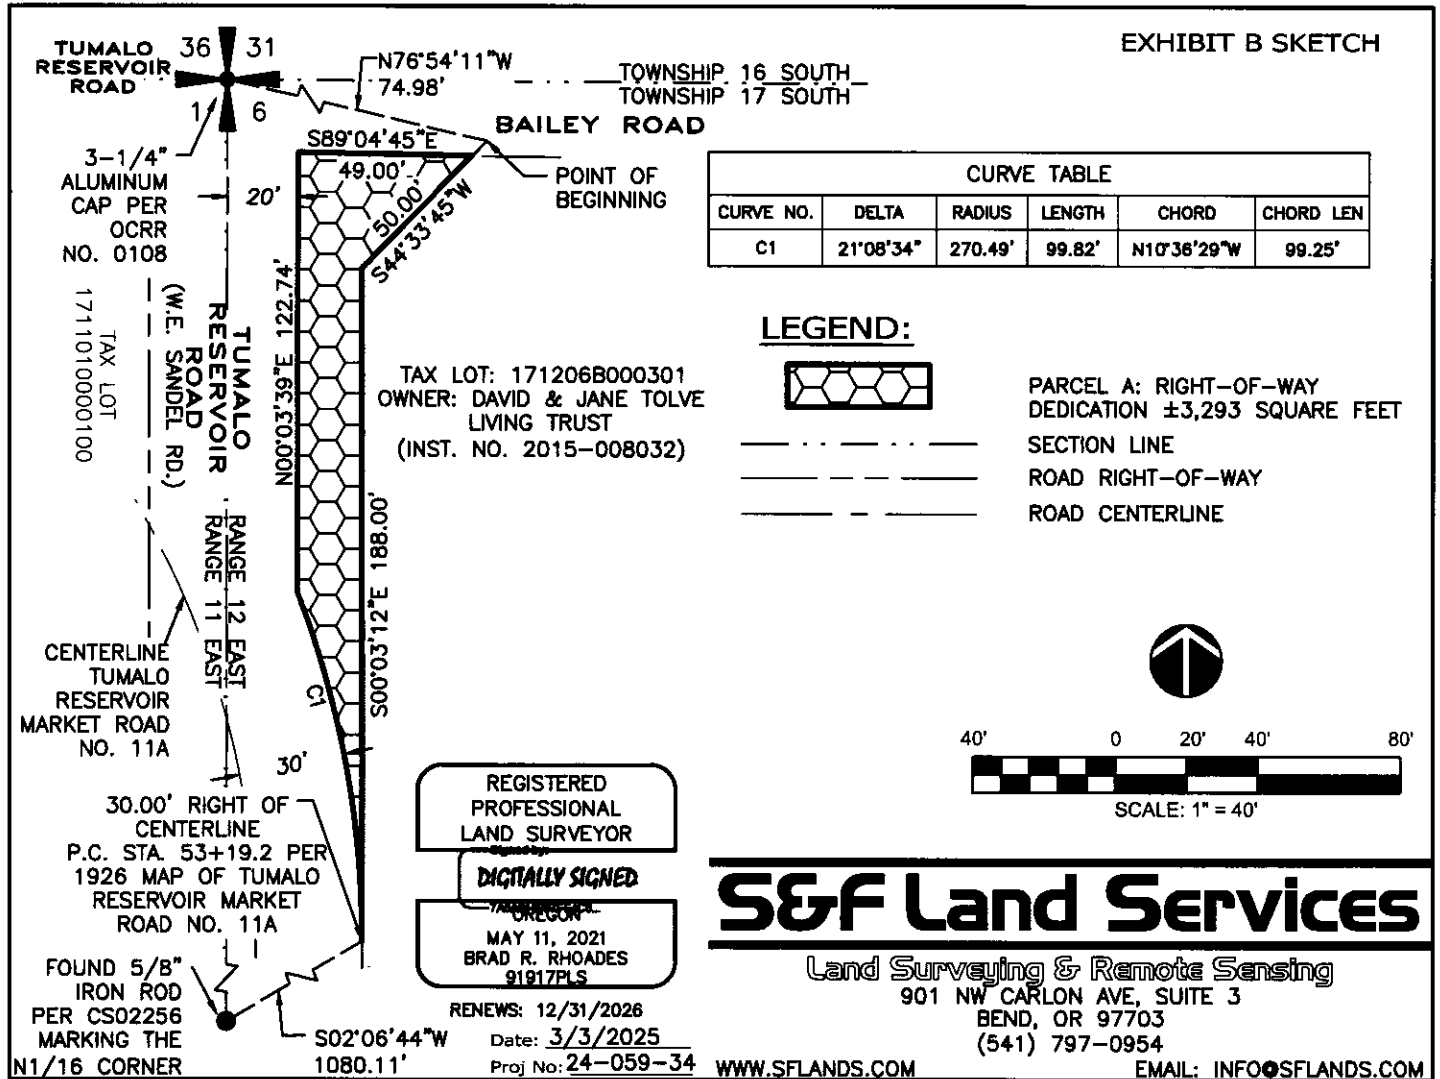 EXHIBIT B SKETCH
TUMALO
RESERVOIR
ROAD
36
31
1
6
N76°54'11"W
74.98'
TOWNSHIP 16 SOUTH
TOWNSHIP 17 SOUTH
BAILEY ROAD
S89°04'45"E
49.00'
50.00'
S44°33'45"W
POINT OF
BEGINNING
3-1/4"
ALUMINUM
CAP PER
OCRR
NO. 0108
20'
CURVE TABLE
CURVE NO. DELTA RADIUS LENGTH CHORD CHORD LEN
C1 21°08'34" 270.49' 99.82' N10°36'29"W 99.25'
TAX LOT
1711010000100
TUMALO
RESERVOIR
ROAD
(W.E. SANDEL RD.)
N00°03'39"E 122.74'
TAX LOT: 171206B000301
OWNER: DAVID & JANE TOLVE
LIVING TRUST
(INST. NO. 2015-008032)
LEGEND:
PARCEL A: RIGHT-OF-WAY
DEDICATION ±3,293 SQUARE FEET
SECTION LINE
ROAD RIGHT-OF-WAY
ROAD CENTERLINE
RANGE 12 EAST
RANGE 11 EAST
S00°03'12"E 188.00'
C1
CENTERLINE
TUMALO
RESERVOIR
MARKET ROAD
NO. 11A
30'
30.00' RIGHT OF
CENTERLINE
P.C. STA. 53+19.2 PER
1926 MAP OF TUMALO
RESERVOIR MARKET
ROAD NO. 11A
FOUND 5/8"
IRON ROD
PER CS02256
MARKING THE
N1/16 CORNER
S02°06'44"W
1080.11'
REGISTERED
PROFESSIONAL
LAND SURVEYOR
Signed by:
DIGITALLY SIGNED
OREGON
MAY 11, 2021
BRAD R. RHOADES
91917PLS
RENEWS: 12/31/2026
Date: 3/3/2025
Proj No: 24-059-34
40' 0 20' 40' 80'
SCALE: 1" = 40'
S&F Land Services
Land Surveying & Remote Sensing
901 NW CARLON AVE, SUITE 3
BEND, OR 97703
(541) 797-0954
WWW.SFLANDS.COM EMAIL: INFO@SFLANDS.COM